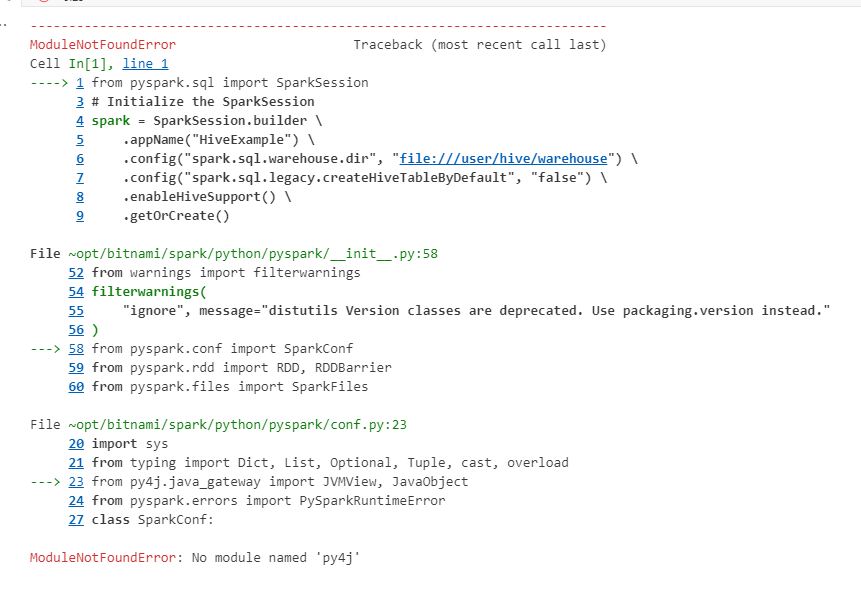 ---------------------------------------------------------------------------
ModuleNotFoundError                       Traceback (most recent call last)
Cell In[1], line 1
----> 1 from pyspark.sql import SparkSession
      3 # Initialize the SparkSession
      4 spark = SparkSession.builder \
      5     .appName("HiveExample") \
      6     .config("spark.sql.warehouse.dir", "file:///user/hive/warehouse") \
      7     .config("spark.sql.legacy.createHiveTableByDefault", "false") \
      8     .enableHiveSupport() \
      9     .getOrCreate()
File ~opt/bitnami/spark/python/pyspark/__init__.py:58
     52 from warnings import filterwarnings
     54 filterwarnings(
     55     "ignore", message="distutils Version classes are deprecated. Use packaging.version instead."
     56 )
---> 58 from pyspark.conf import SparkConf
     59 from pyspark.rdd import RDD, RDDBarrier
     60 from pyspark.files import SparkFiles
File ~opt/bitnami/spark/python/pyspark/conf.py:23
     20 import sys
     21 from typing import Dict, List, Optional, Tuple, cast, overload
---> 23 from py4j.java_gateway import JVMView, JavaObject
     24 from pyspark.errors import PySparkRuntimeError
     27 class SparkConf:
ModuleNotFoundError: No module named 'py4j'